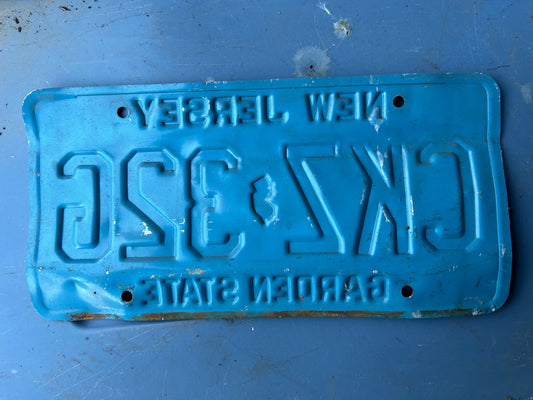 NEW JERSEY
CKZ 32G
GARDEN STATE